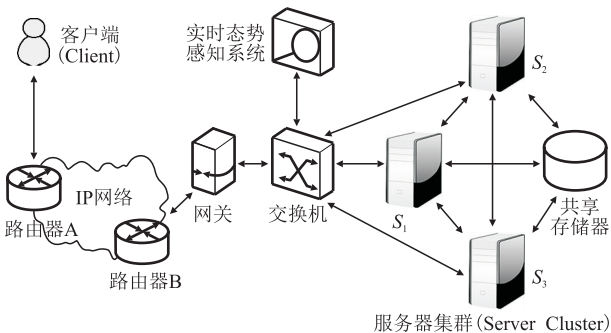 客户端
(Client)
实时态势
感知系统
S2
IP网络
路由器A
路由器B
网关
交换机
S1
共享
存储器
S3
服务器集群(Server Cluster)